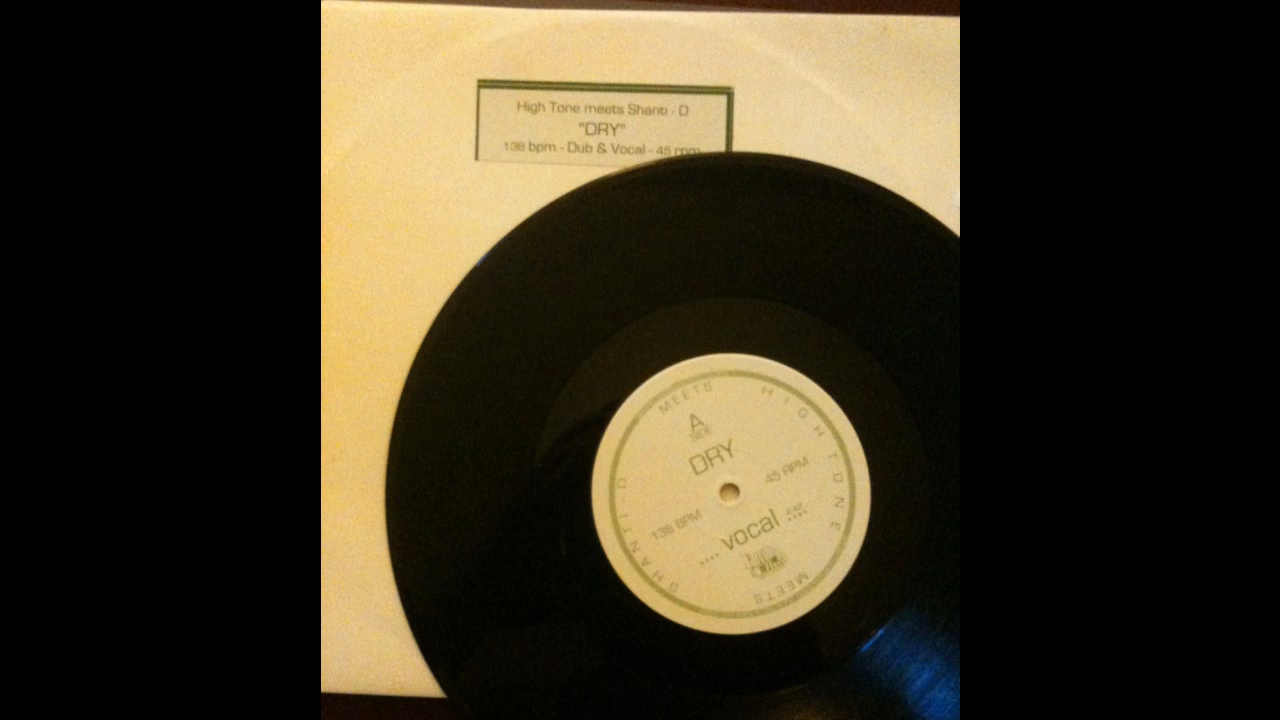 High Tone meets Shanti - D
"DRY"
138 bpm - Dub & Vocal - 45 rpm
MEETS HIGH TONE MEETS SHANTI D
A
SIDE
DRY
45 RPM
138 BPM
vocal